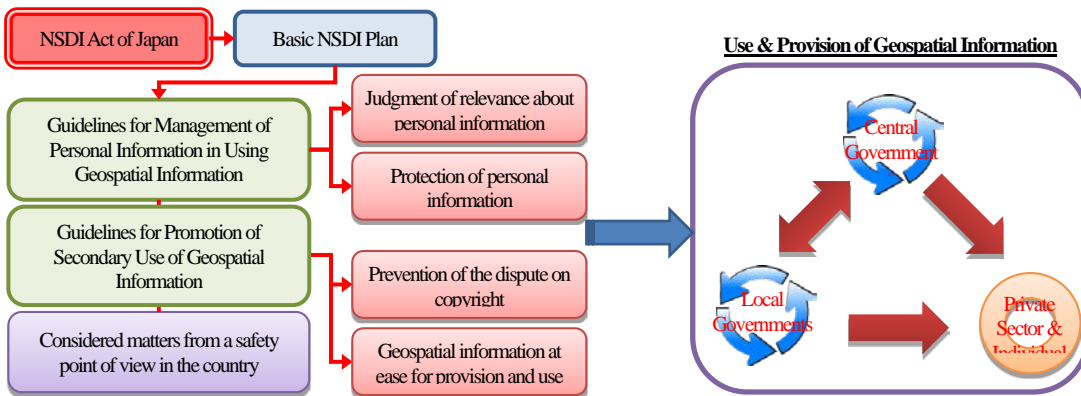 NSDI Act of Japan
Basic NSDI Plan
Guidelines for Management of
Personal Information in Using
Geospatial Information
Judgment of relevance about
personal information
Protection of personal
information
Guidelines for Promotion of
Secondary Use of Geospatial
Information
Prevention of the dispute on
copyright
Considered matters from a safety
point of view in the country
Geospatial information at
ease for provision and use
Use & Provision of Geospatial Information
Central
Government
Local
Governments
Private
Sector &
Individual